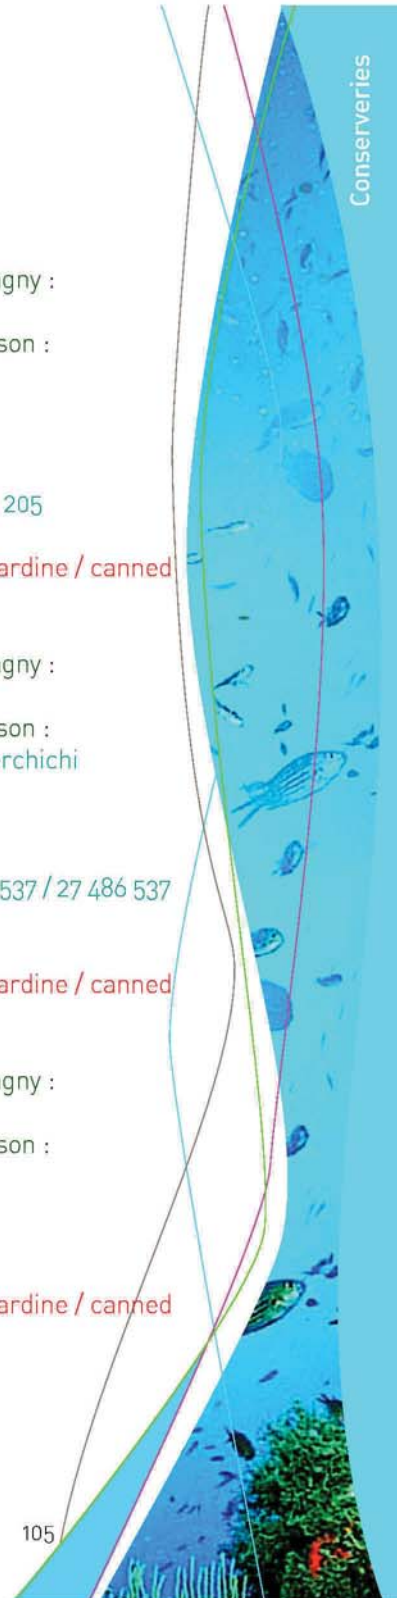 Conserveries
gny :
son :
205
ardine / canned
gny :
son :
rchichi
537 / 27 486 537
ardine / canned
gny :
son :
ardine / canned
105